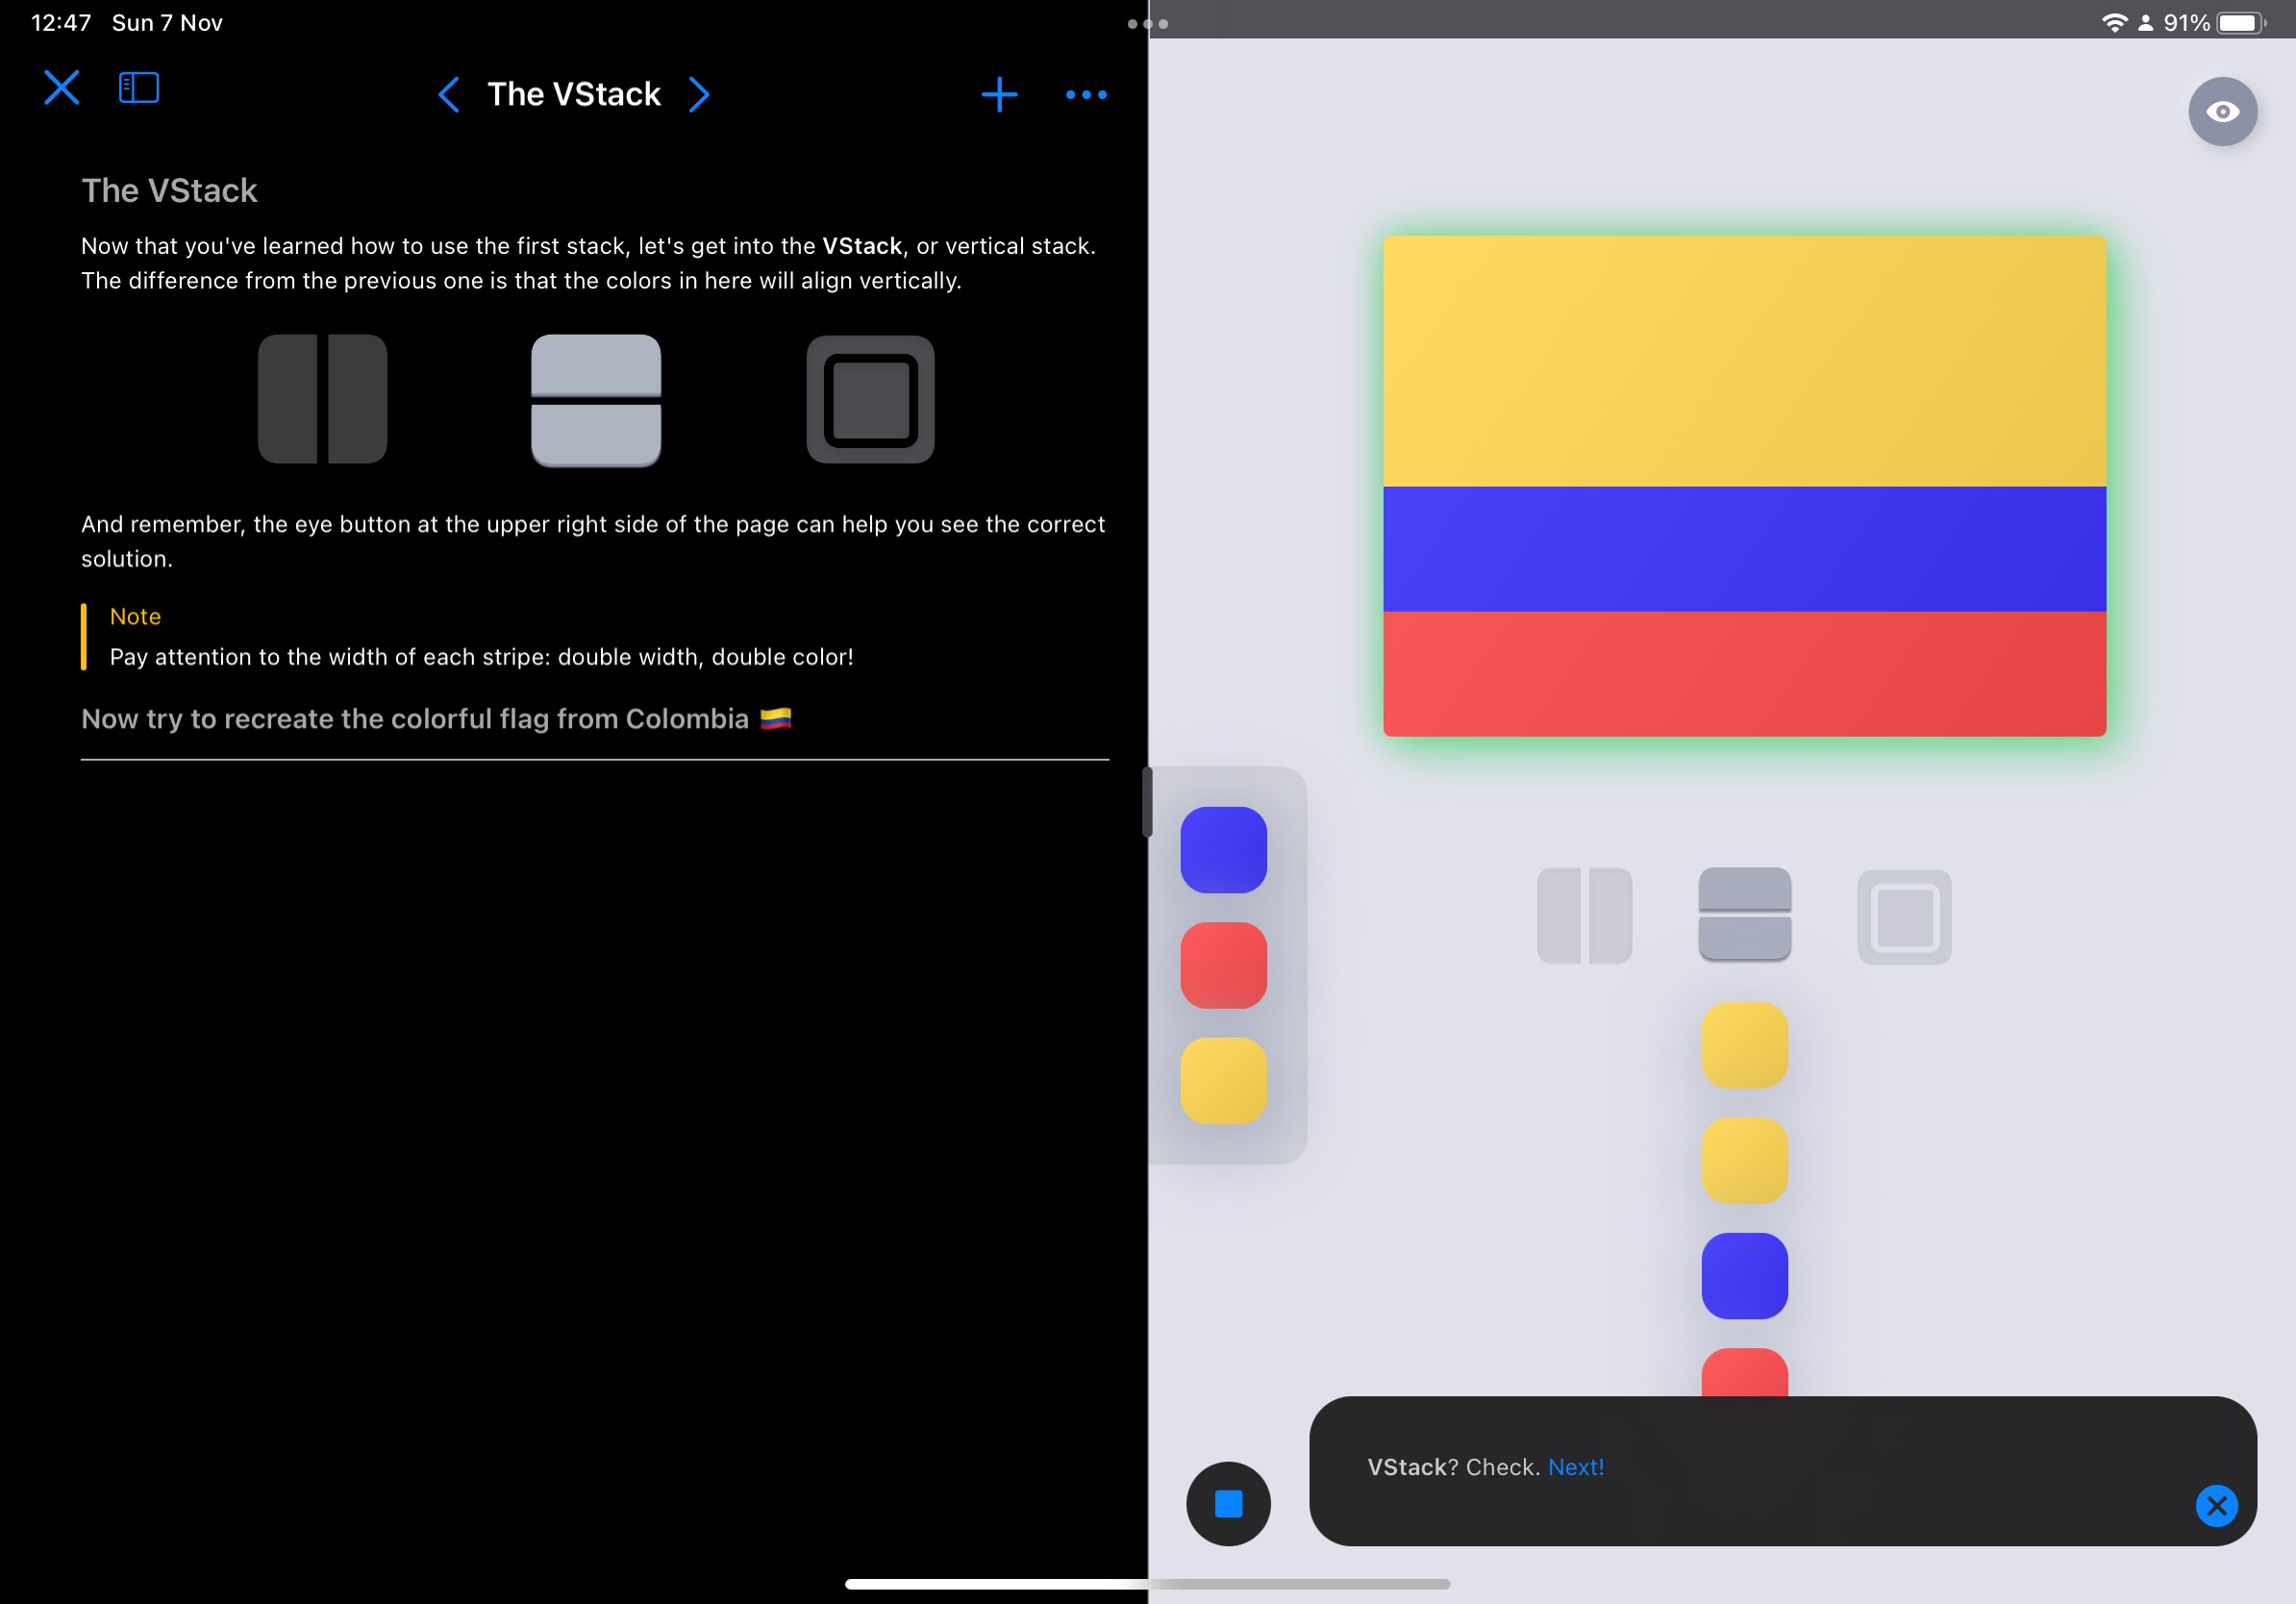 12:47 Sun 7 Nov
91%
The VStack
The VStack
Now that you've learned how to use the first stack, let's get into the VStack, or vertical stack.
The difference from the previous one is that the colors in here will align vertically.
And remember, the eye button at the upper right side of the page can help you see the correct
solution.
Note
Pay attention to the width of each stripe: double width, double color!
Now try to recreate the colorful flag from Colombia 🇨🇴
VStack? Check. Next!